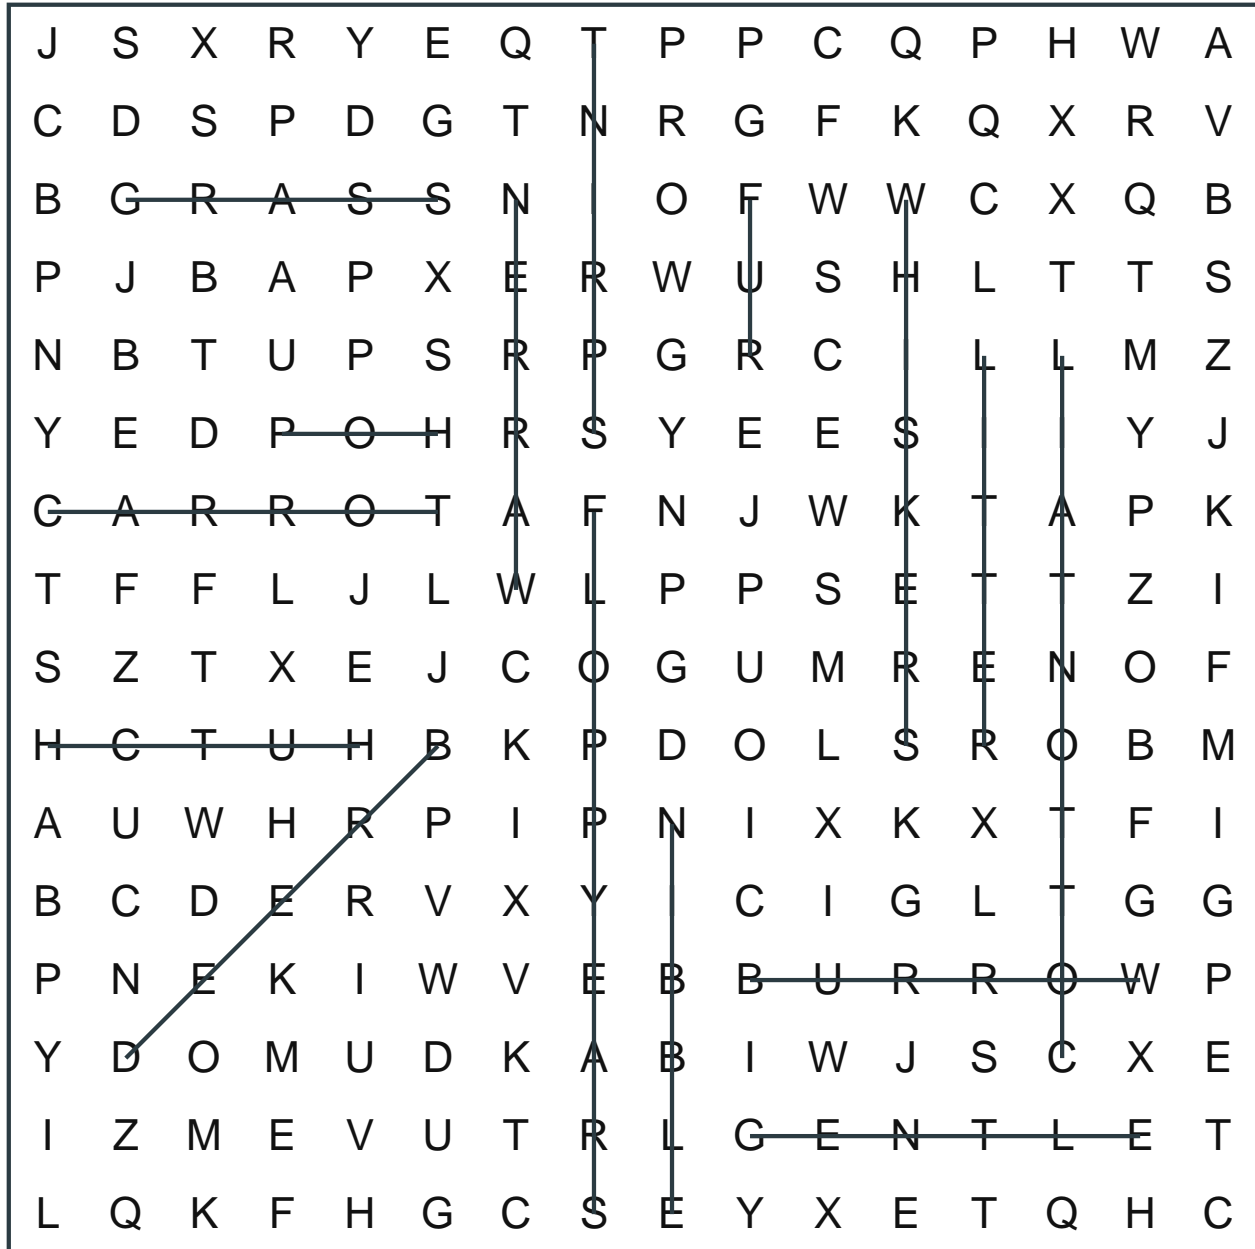 J S X R Y E Q T P P C Q P H W A
C D S P D G T N R G F K Q X R V
B G R A S S N I O F W W C X Q B
P J B A P X E R W U S H L T T S
N B T U P S R P G R C I L L M Z
Y E D P O H R S Y E E S I I Y J
C A R R O T A F N J W K T A P K
T F F L J L W L P P S E T T Z I
S Z T X E J C O G U M R E N O F
H C T U H B K P D O L S R O B M
A U W H R P I P N I X K X T F I
B C D E R V X Y I C I G L T G G
P N E K I W V E B B U R R O W P
Y D O M U D K A B I W J S C X E
I Z M E V U T R L G E N T L E T
L Q K F H G C S E Y X E T Q H C